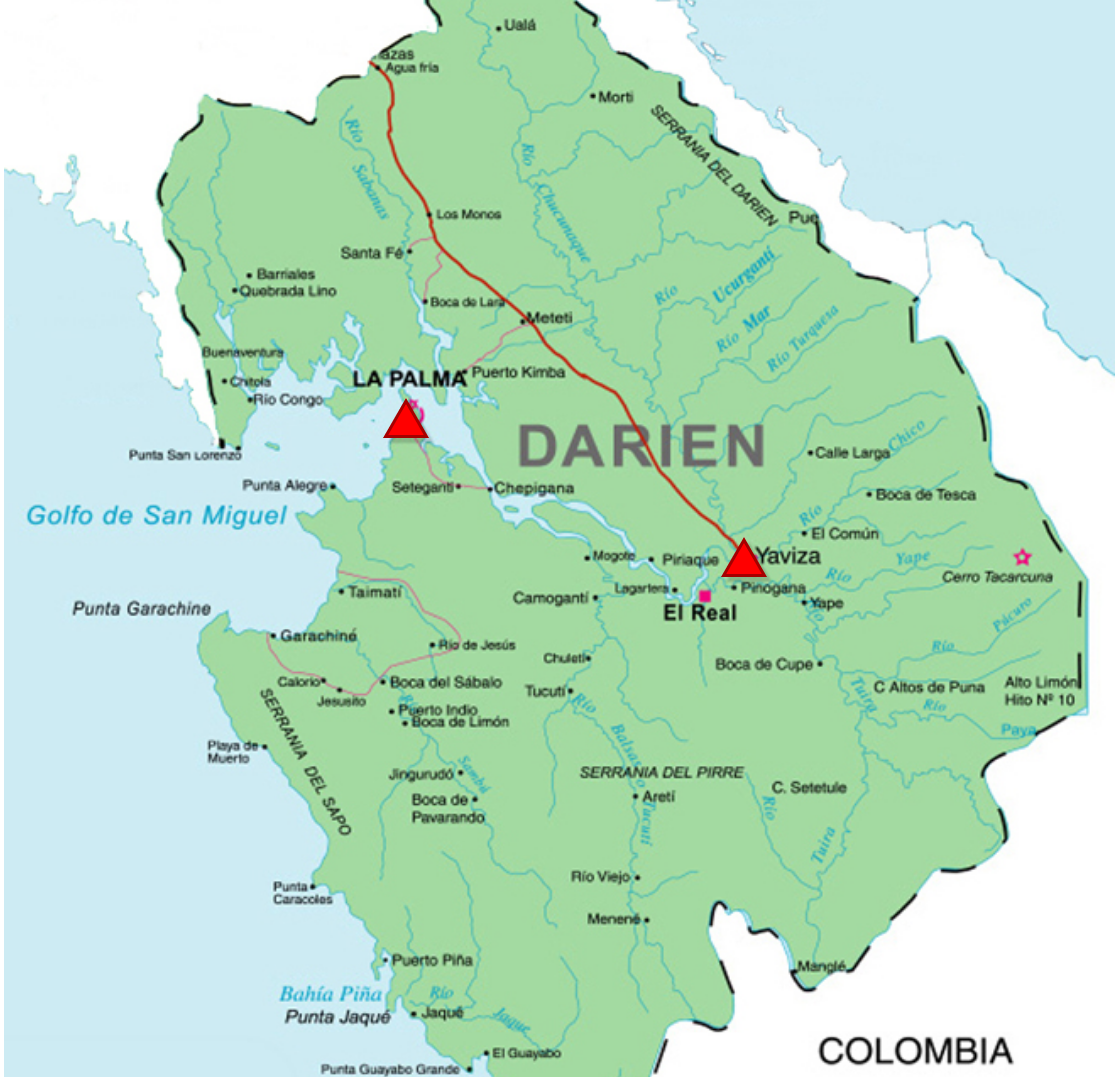 Ualá
azas
Agua fría
Morti
SERRANIA DEL DARIEN
Río
Sabanas
Río
Chucunaque
Pue
Los Monos
Santa Fé
Barriales
Quebrada Lino
Boca de Lara
Río
Ucurganti
Río Mar
Río Turquesa
Meteti
Buenaventura
Chitola
LA PALMA
Puerto Kimba
Río Congo
DARIEN
Punta San Lorenzo
Calle Larga
Río
Chico
Punta Alegre
Seteganti
Chepigana
Boca de Tesca
Golfo de San Miguel
El Común
Mogote
Piriaque
Yaviza
Río
Yape
Cerro Tacarcuna
Taimatí
Camogantí
Lagartera
Pinogana
Yape
Punta Garachine
El Real
Río
Río
Púcuro
Garachiné
Río de Jesús
Chuletí
Boca de Cupe
Calorio
Jesusito
Boca del Sábalo
Tucutí
Tuira
C Altos de Puna
Alto Limón
Hito Nº 10
Río
Paya
Puerto Indio
Boca de Limón
Río
Sambú
Río
Balsas o Tucutí
Playa de
Muerto
SERRANIA DEL SAPO
Jingurudó
SERRANIA DEL PIRRE
C. Setetule
Boca de
Pavarando
Aretí
Río
Tuira
Punta
Caracoles
Río Viejo
Menené
Puerto Piña
Manglé
Bahía Piña
Punta Jaqué
Río
Jaque
Jaqué
El Guayabo
Punta Guayabo Grande
COLOMBIA